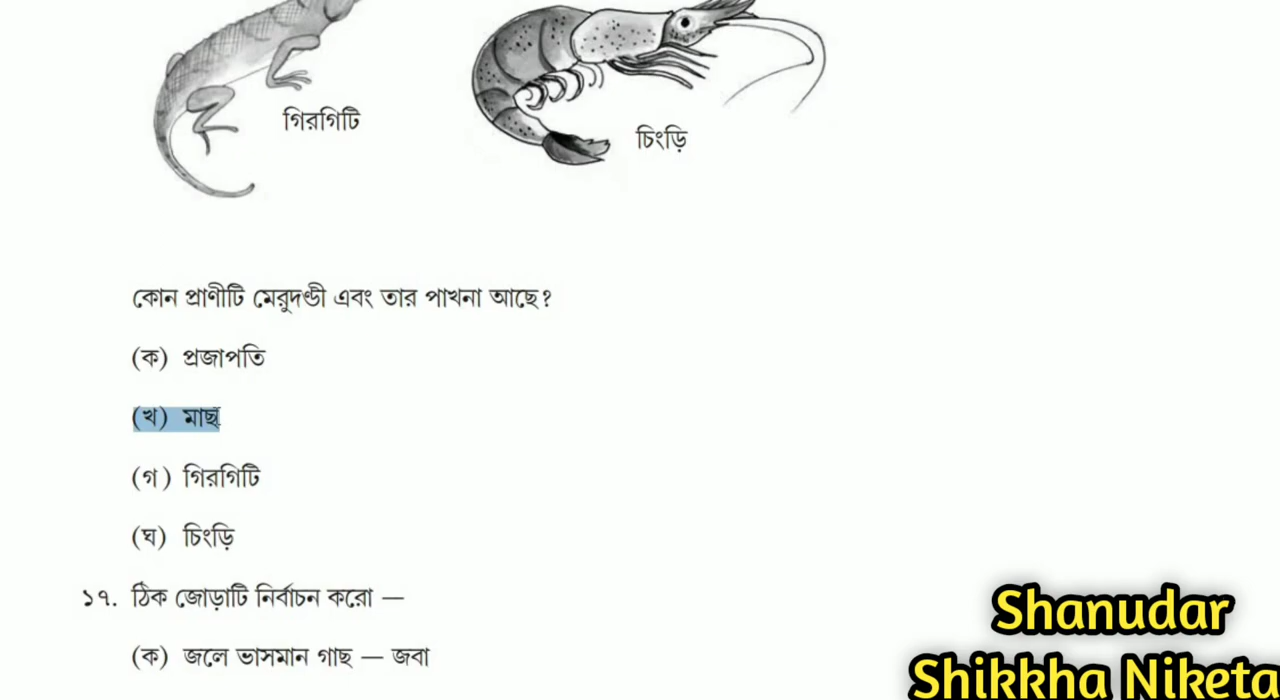 গিরগিটি
চিংড়ি
কোন প্রাণীটি মেরুদণ্ডী এবং তার পাখনা আছে?
(ক) প্রজাপতি
(খ) মাছ
(গ) গিরগিটি
(ঘ) চিংড়ি
১৭. ঠিক জোড়াটি নির্বাচন করো —
(ক) জলে ভাসমান গাছ — জবা
Shanudar
Shikkha Niketa